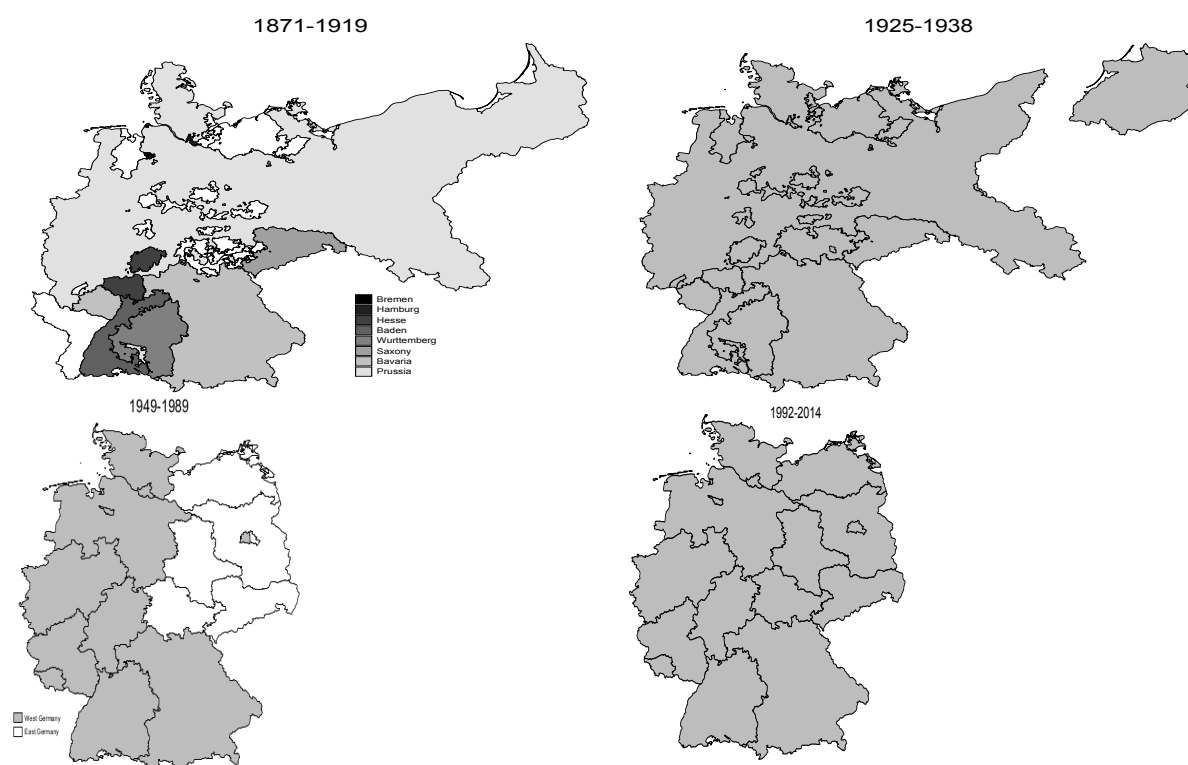 1871-1919
1925-1938
Bremen
Hamburg
Hesse
Baden
Wurttemberg
Saxony
Bavaria
Prussia
1949-1989
1992-2014
West Germany
East Germany